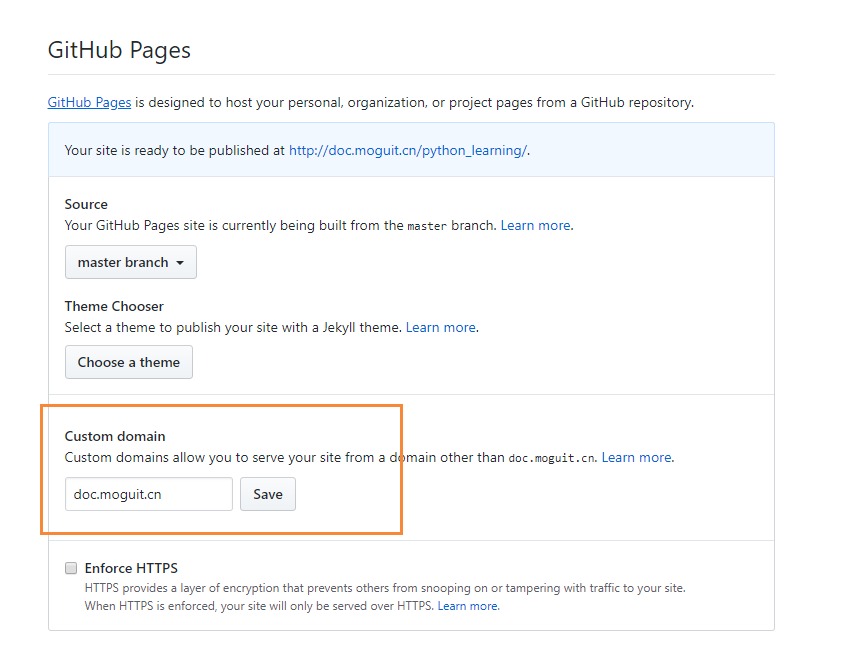 GitHub Pages
GitHub Pages is designed to host your personal, organization, or project pages from a GitHub repository.
Your site is ready to be published at http://doc.moguit.cn/python_learning/.
Source
Your GitHub Pages site is currently being built from the master branch. Learn more.
master branch
Theme Chooser
Select a theme to publish your site with a Jekyll theme. Learn more.
Choose a theme
Custom domain
Custom domains allow you to serve your site from a domain other than doc.moguit.cn. Learn more.
doc.moguit.cn Save
Enforce HTTPS
HTTPS provides a layer of encryption that prevents others from snooping on or tampering with traffic to your site.
When HTTPS is enforced, your site will only be served over HTTPS. Learn more.